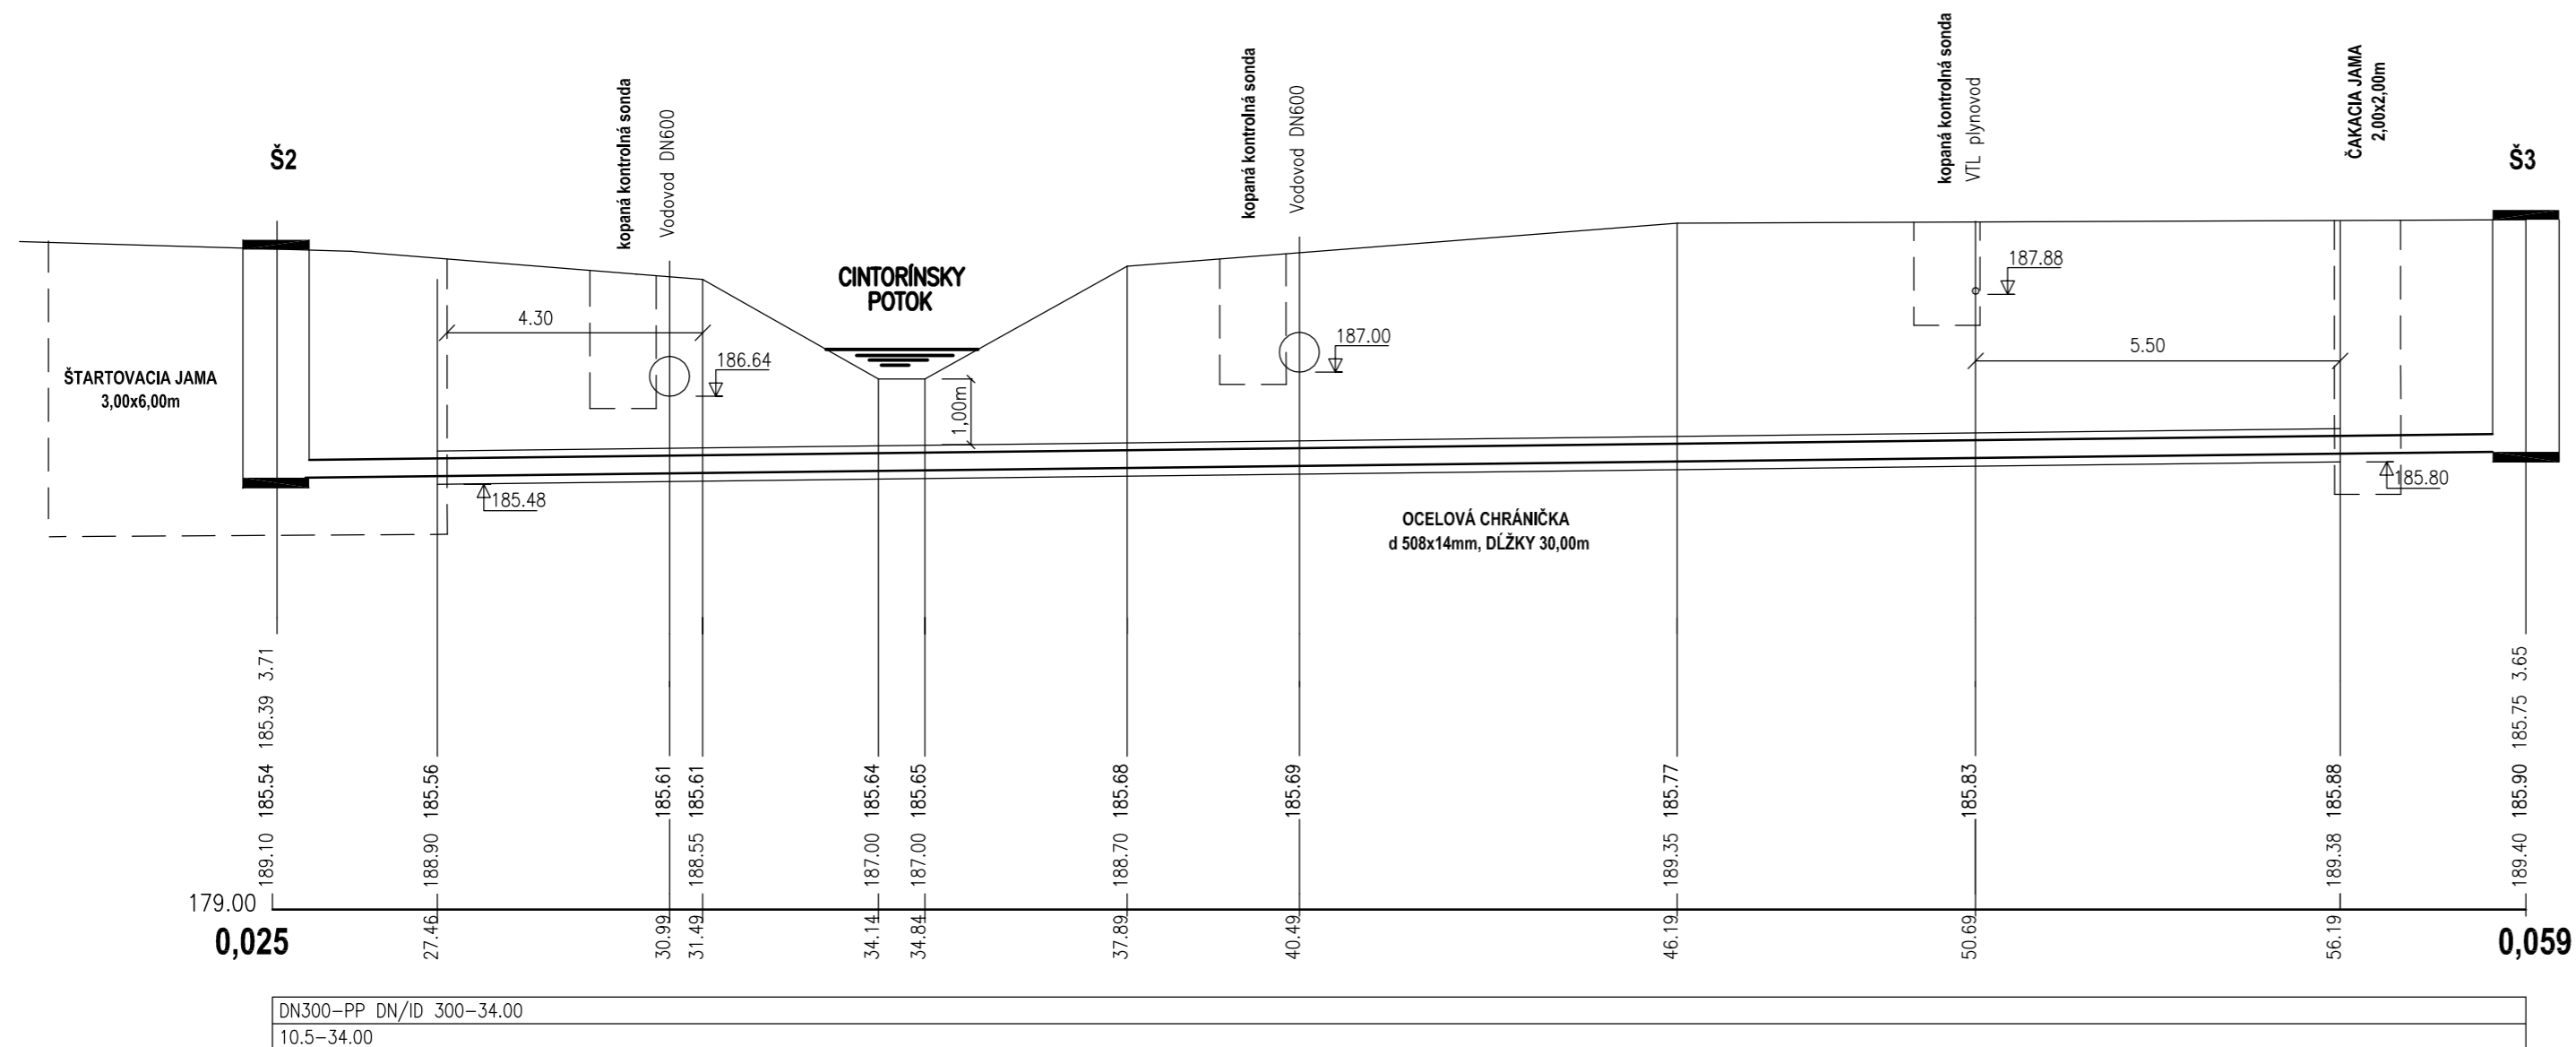 Š2
kopaná kontrolná sonda
Vodovod DN600
kopaná kontrolná sonda
Vodovod DN600
kopaná kontrolná sonda
VTL plynovod
ČAKACIA JAMA
2,00x2,00m
Š3
CINTORÍNSKY
POTOK
187.88
4.30
187.00
5.50
186.64
ŠTARTOVACIA JAMA
3,00x6,00m
1,00m
185.48
185.80
OCELOVÁ CHRÁNIČKA
d 508x14mm, DĹŽKY 30,00m
189.10 185.54 185.39 3.71
188.90 185.56
185.61
188.55 185.61
187.00 185.64
187.00 185.65
188.70 185.68
185.69
189.35 185.77
185.83
189.38 185.88
189.40 185.90 185.75 3.65
179.00
0,025
27.46
30.99
31.49
34.14
34.84
37.89
40.49
46.19
50.69
56.19
0,059
DN300-PP DN/ID 300-34.00
10.5-34.00